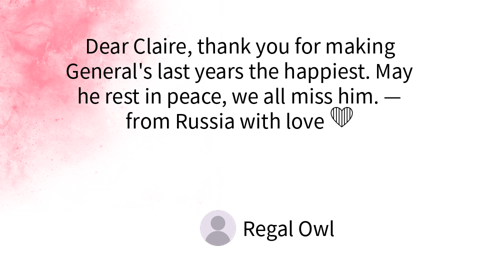 Dear Claire, thank you for making
General's last years the happiest. May
he rest in peace, we all miss him. —
from Russia with love
Regal Owl